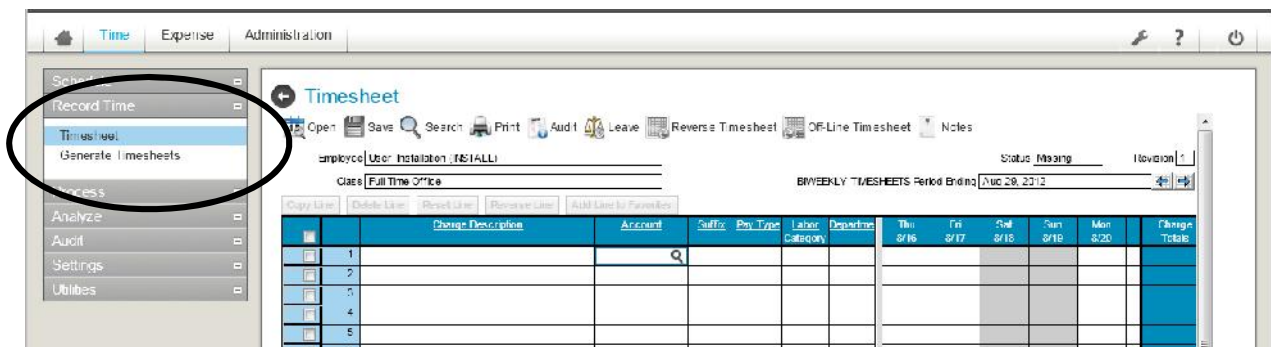 Time Expense Administration ?
Schedule
Record Time
Timesheet
Generate Timesheets
Process
Analyze
Audit
Settings
Utilities
Timesheet
Open Save Search Print Audit Leave Reverse Timesheet Off-Line Timesheet Notes
Employee User Installation (INSTALL) Status Missing Revision 1
Class Full Time Office BIWEEKLY TIMESHEETS Period Ending Aug 29, 2012
Copy Line Delete Line Reset Line Reverse Line Add Line to Favorites
Charge Description Account Suffix Pay Type Labor Category Departme Thu 8/16 Fri 8/17 Sat 8/18 Sun 8/19 Mon 8/20 Charge Totals
1
2
3
4
5